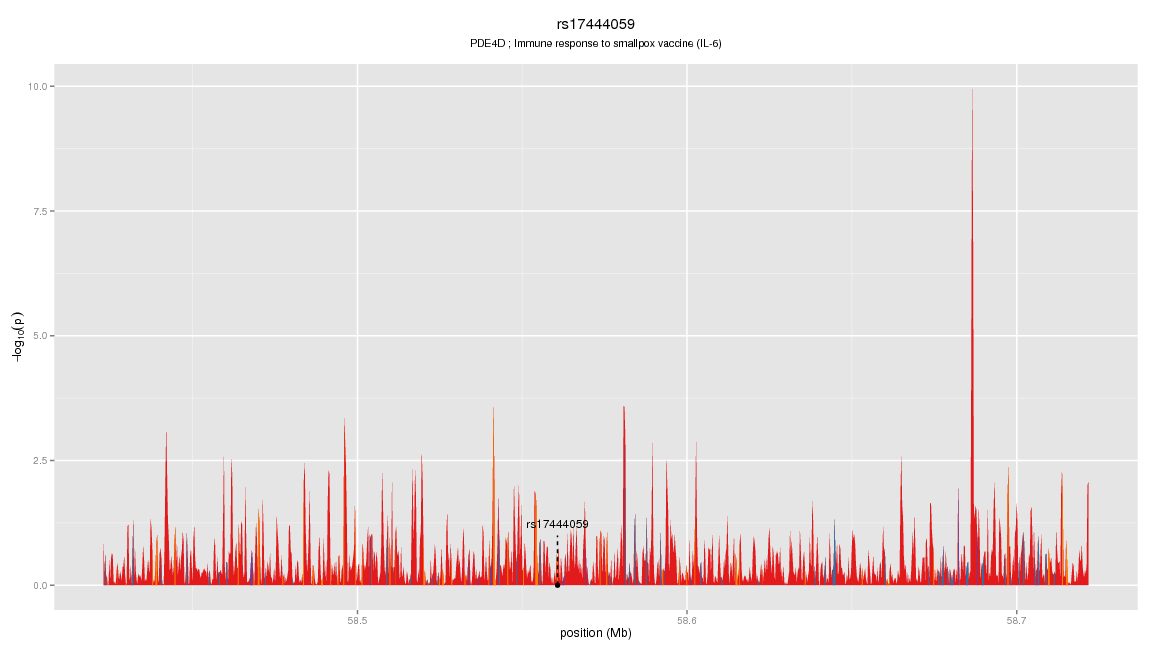 rs17444059
PDE4D ; Immune response to smallpox vaccine (IL-6)
10.0
7.5
5.0
2.5
0.0
−log10(p)
rs17444059
58.5
58.6
58.7
position (Mb)